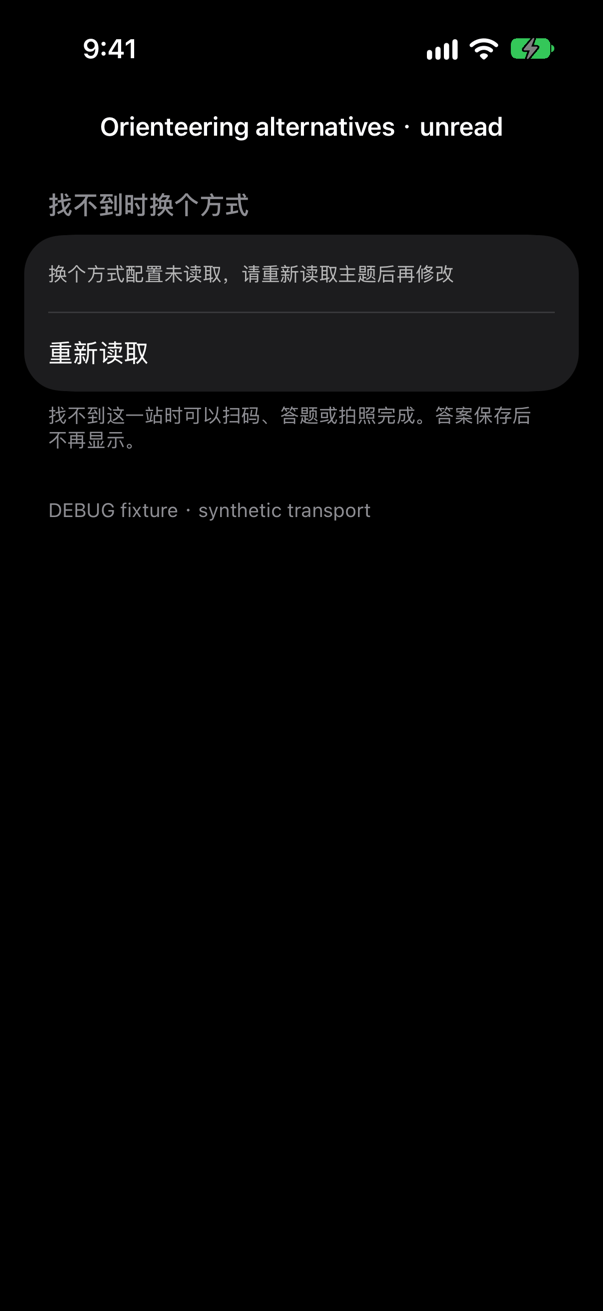 9:41
Orienteering alternatives · unread
找不到时换个方式
换个方式配置未读取，请重新读取主题后再修改
重新读取
找不到这一站时可以扫码、答题或拍照完成。答案保存后
不再显示。
DEBUG fixture · synthetic transport